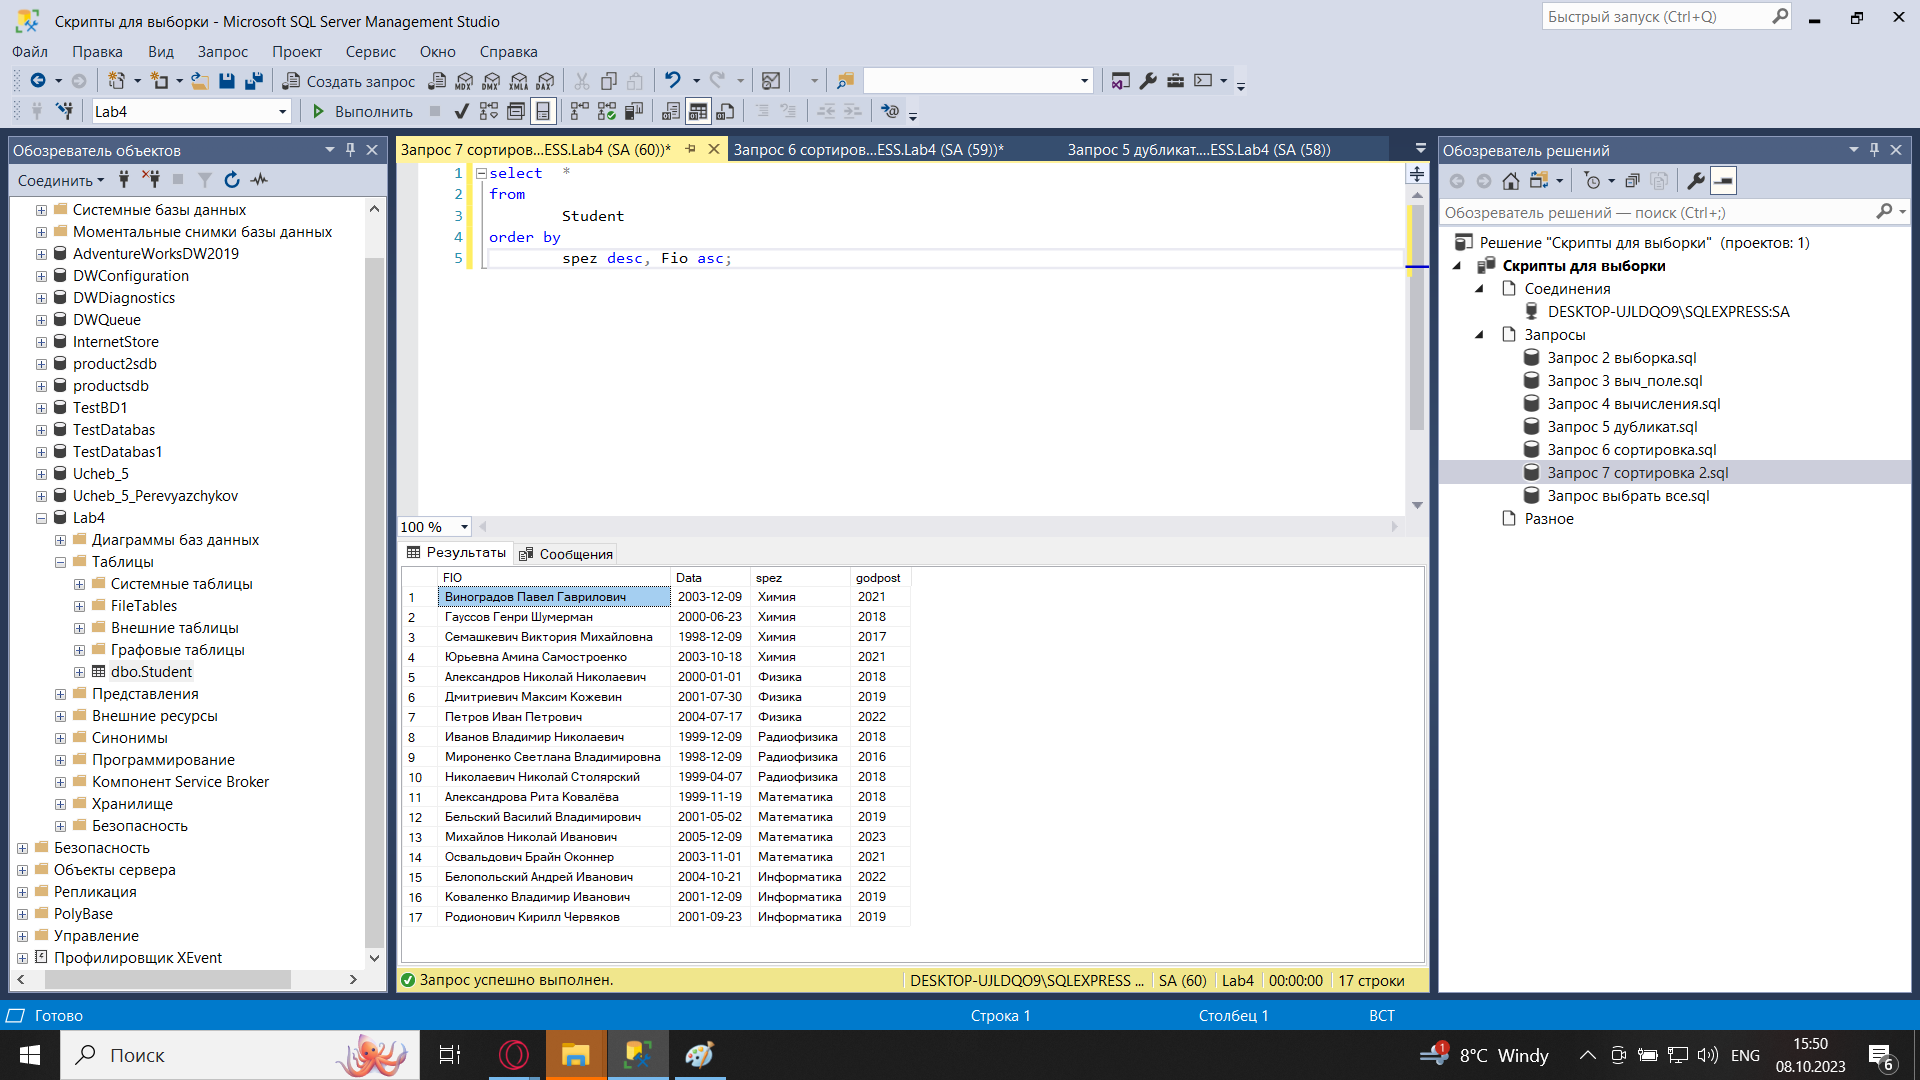 Скрипты для выборки - Microsoft SQL Server Management Studio
Быстрый запуск (Ctrl+Q)
Файл Правка Вид Запрос Проект Сервис Окно Справка
Создать запрос MDX DMX XMLA DAX
Lab4 Выполнить
Обозреватель объектов
Соединить
Системные базы данных
Моментальные снимки базы данных
AdventureWorksDW2019
DWConfiguration
DWDiagnostics
DWQueue
InternetStore
product2sdb
productsdb
TestBD1
TestDatabas
TestDatabas1
Ucheb_5
Ucheb_5_Perevyazchykov
Lab4
Диаграммы баз данных
Таблицы
Системные таблицы
FileTables
Внешние таблицы
Графовые таблицы
dbo.Student
Представления
Внешние ресурсы
Синонимы
Программирование
Компонент Service Broker
Хранилище
Безопасность
Безопасность
Объекты сервера
Репликация
PolyBase
Управление
Профилировщик XEvent
Запрос 7 сортиров...ESS.Lab4 (SA (60))* Запрос 6 сортиров...ESS.Lab4 (SA (59))* Запрос 5 дубликат....ESS.Lab4 (SA (58))
1 select *
2 from
3 Student
4 order by
5 spez desc, Fio asc;
100 %
Результаты Сообщения
FIO Data spez godpost
1 Виноградов Павел Гаврилович 2003-12-09 Химия 2021
2 Гауссов Генри Шумерман 2000-06-23 Химия 2018
3 Семашкевич Виктория Михайловна 1998-12-09 Химия 2017
4 Юрьевна Амина Самостроенко 2003-10-18 Химия 2021
5 Александров Николай Николаевич 2000-01-01 Физика 2018
6 Дмитриевич Максим Кожевин 2001-07-30 Физика 2019
7 Петров Иван Петрович 2004-07-17 Физика 2022
8 Иванов Владимир Николаевич 1999-12-09 Радиофизика 2018
9 Мироненко Светлана Владимировна 1998-12-09 Радиофизика 2016
10 Николаевич Николай Столярский 1999-04-07 Радиофизика 2018
11 Александрова Рита Ковалёва 1999-11-19 Математика 2018
12 Бельский Василий Владимирович 2001-05-02 Математика 2019
13 Михайлов Николай Иванович 2005-12-09 Математика 2023
14 Освальдович Брайн Оконнер 2003-11-01 Математика 2021
15 Белопольский Андрей Иванович 2004-10-21 Информатика 2022
16 Коваленко Владимир Иванович 2001-12-09 Информатика 2019
17 Родионович Кирилл Червяков 2001-09-23 Информатика 2019
Запрос успешно выполнен. DESKTOP-UJLDQO9\SQLEXPRESS ... SA (60) Lab4 00:00:00 17 строки
Обозреватель решений
Обозреватель решений — поиск (Ctrl+;)
Решение "Скрипты для выборки" (проектов: 1)
Скрипты для выборки
Соединения
DESKTOP-UJLDQO9\SQLEXPRESS:SA
Запросы
Запрос 2 выборка.sql
Запрос 3 выч_поле.sql
Запрос 4 вычисления.sql
Запрос 5 дубликат.sql
Запрос 6 сортировка.sql
Запрос 7 сортировка 2.sql
Запрос выбрать все.sql
Разное
Готово Строка 1 Столбец 1 ВСТ
Поиск
1 8°C Windy ENG 15:50
08.10.2023 6